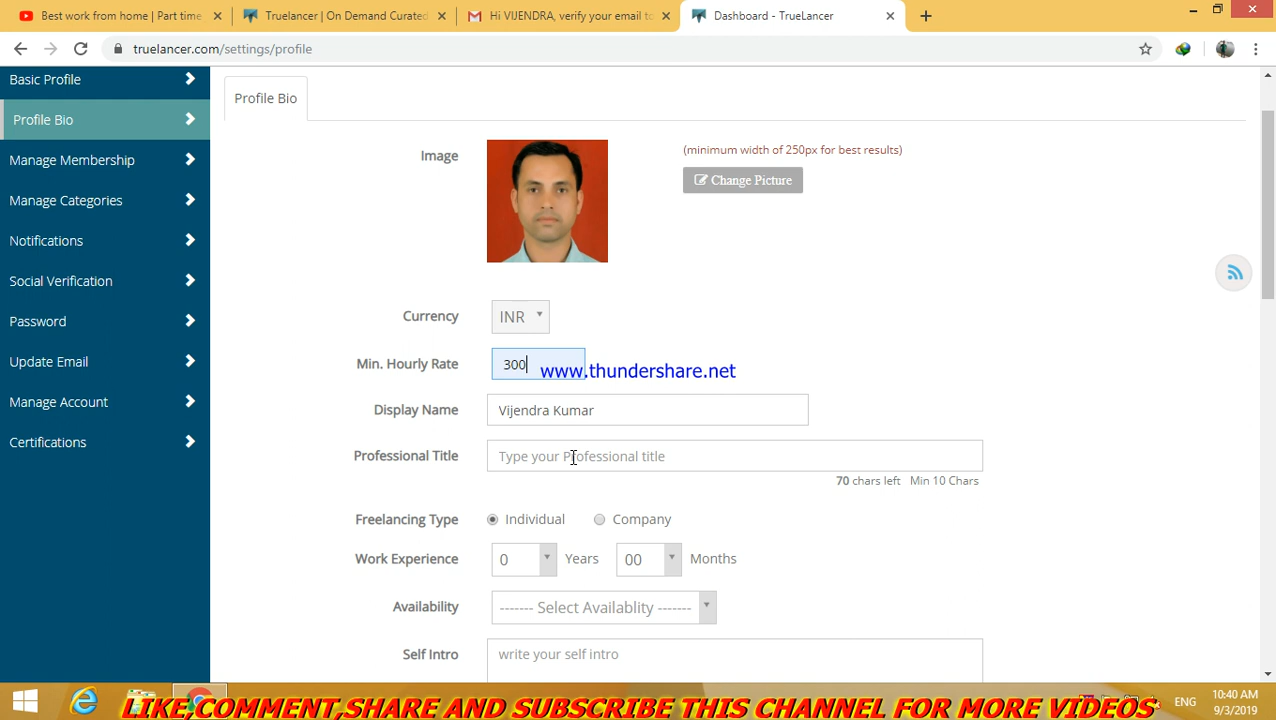 Best work from home | Part time
Truelancer | On Demand Curated
Hi VIJENDRA, verify your email to
Dashboard - TrueLancer
truelancer.com/settings/profile
Basic Profile
Profile Bio
Manage Membership
Manage Categories
Notifications
Social Verification
Password
Update Email
Manage Account
Certifications
Profile Bio
Image
(minimum width of 250px for best results)
Change Picture
Currency INR
Min. Hourly Rate 300
www.thundershare.net
Display Name Vijendra Kumar
Professional Title Type your Professional title
70 chars left Min 10 Chars
Freelancing Type Individual Company
Work Experience 0 Years 00 Months
Availability ------- Select Availablity -------
Self Intro write your self intro
ENG
10:40 AM
9/3/2019
LIKE,COMMENT,SHARE AND SUBSCRIBE THIS CHANNEL FOR MORE VIDEOS